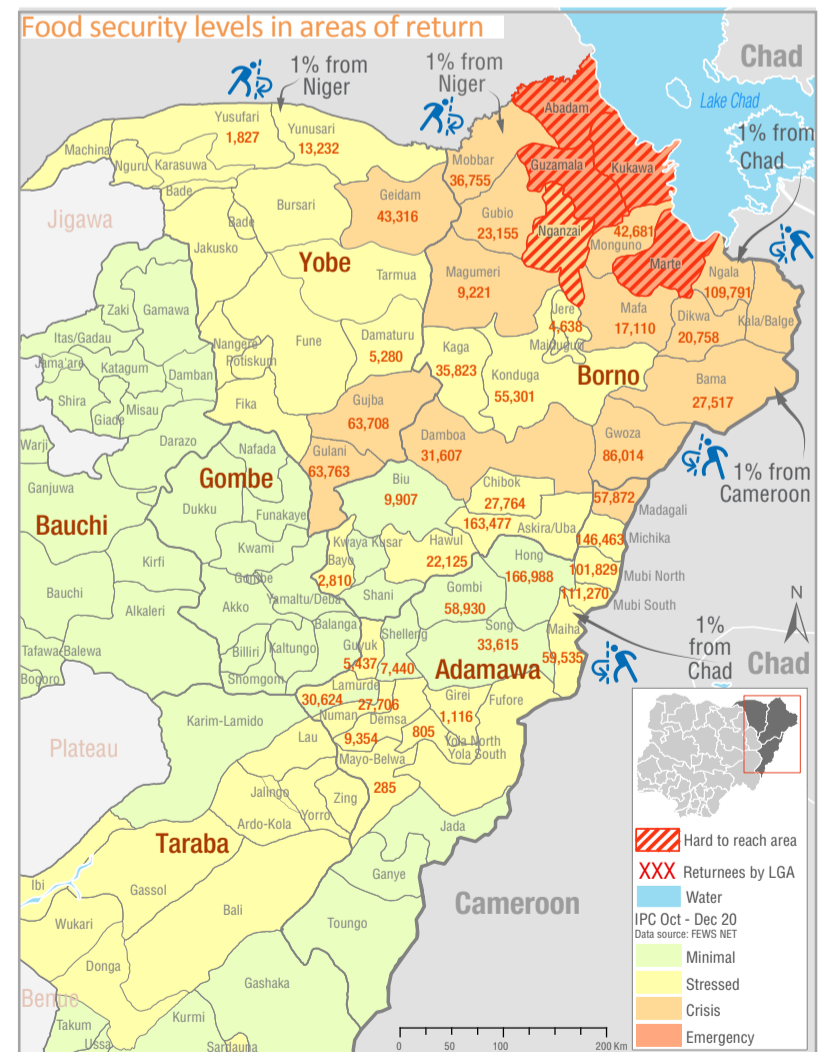 Food security levels in areas of return
Chad
1% from
Niger
1% from
Niger
Lake Chad
Yusufari
1,827
Yunusari
13,232
Abadam
1% from
Chad
Machina
Nguru
Karasuwa
Mobbar
36,755
Guzamala
Kukawa
Bade
Geidam
43,316
Jigawa
Bursari
Bade
Gubio
23,155
Nganzai
42,681
Monguno
Jakusko
Yobe
Tarmua
Magumeri
9,221
Marte
Ngala
109,791
Zaki
Gamawa
Jere
4,638
Mafa
17,110
Dikwa
20,758
Kala/Balge
Itas/Gadau
Nangere
Potiskum
Fune
Damaturu
5,280
Kaga
35,823
Maiduguri
Jama'are
Katagum
Damban
Konduga
55,301
Borno
Bama
27,517
Shira
Giade
Misau
Fika
Gujba
63,708
Warji
Darazo
Nafada
Gulani
63,763
Damboa
31,607
Gwoza
86,014
1% from
Cameroon
Ganjuwa
Gombe
Biu
9,907
Chibok
27,764
57,872
Madagali
Bauchi
Dukku
Funakaye
163,477
Askira/Uba
Kwami
Kwaya Kusar
Hawul
22,125
146,463
Michika
Kirfi
Bayo
2,810
Hong
166,988
101,829
Mubi North
Gombe
Bauchi
Alkaleri
Akko
Yamaltu/Deba
Shani
Gombi
58,930
111,270
Mubi South
N
Balanga
Shelleng
Song
33,615
Maiha
59,535
1%
from
Chad
Chad
Tafawa-Balewa
Billiri
Kaltungo
Guyuk
5,437
7,440
Adamawa
Bogoro
Shomgom
Lamurde
30,624
27,706
Girei
1,116
Fufore
Karim-Lamido
Numan
Demsa
9,354
805
Plateau
Lau
Yola North
Yola South
Mayo-Belwa
285
Jalingo
Zing
Yorro
Ardo-Kola
Jada
Taraba
Hard to reach area
XXX Returnees by LGA
Water
IPC Oct - Dec 20
Data source: FEWS NET
Minimal
Stressed
Crisis
Emergency
Ibi
Gassol
Ganye
Cameroon
Bali
Wukari
Toungo
Donga
Gashaka
Benue
Takum
Kurmi
Ussa
Sardauna
0 50 100 200 Km